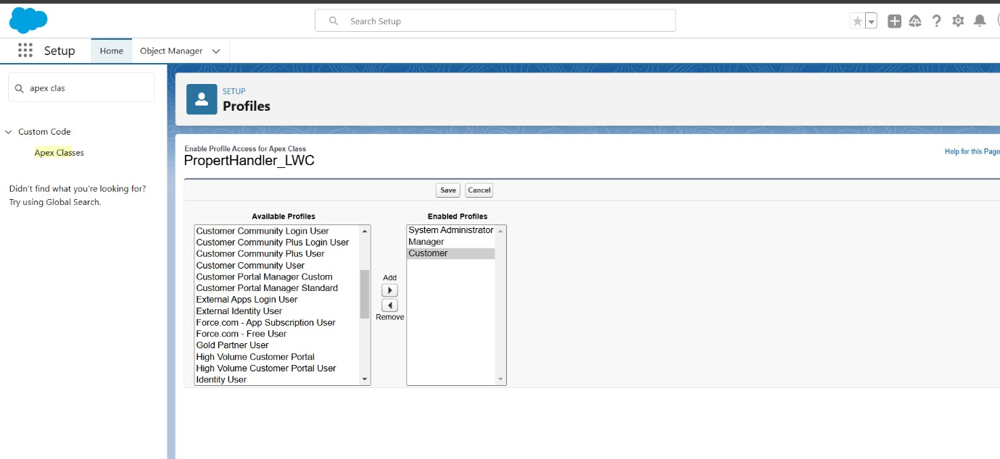 Search Setup
Setup
Home
Object Manager
apex clas
Custom Code
Apex Classes
Didn't find what you're looking for?
Try using Global Search.
SETUP
Profiles
Enable Profile Access for Apex Class
PropertHandler_LWC
Help for this Page
Save
Cancel
Available Profiles
Customer Community Login User
Customer Community Plus Login User
Customer Community Plus User
Customer Community User
Customer Portal Manager Custom
Customer Portal Manager Standard
External Apps Login User
External Identity User
Force.com - App Subscription User
Force.com - Free User
Gold Partner User
High Volume Customer Portal
High Volume Customer Portal User
Identity User
Add
Remove
Enabled Profiles
System Administrator
Manager
Customer